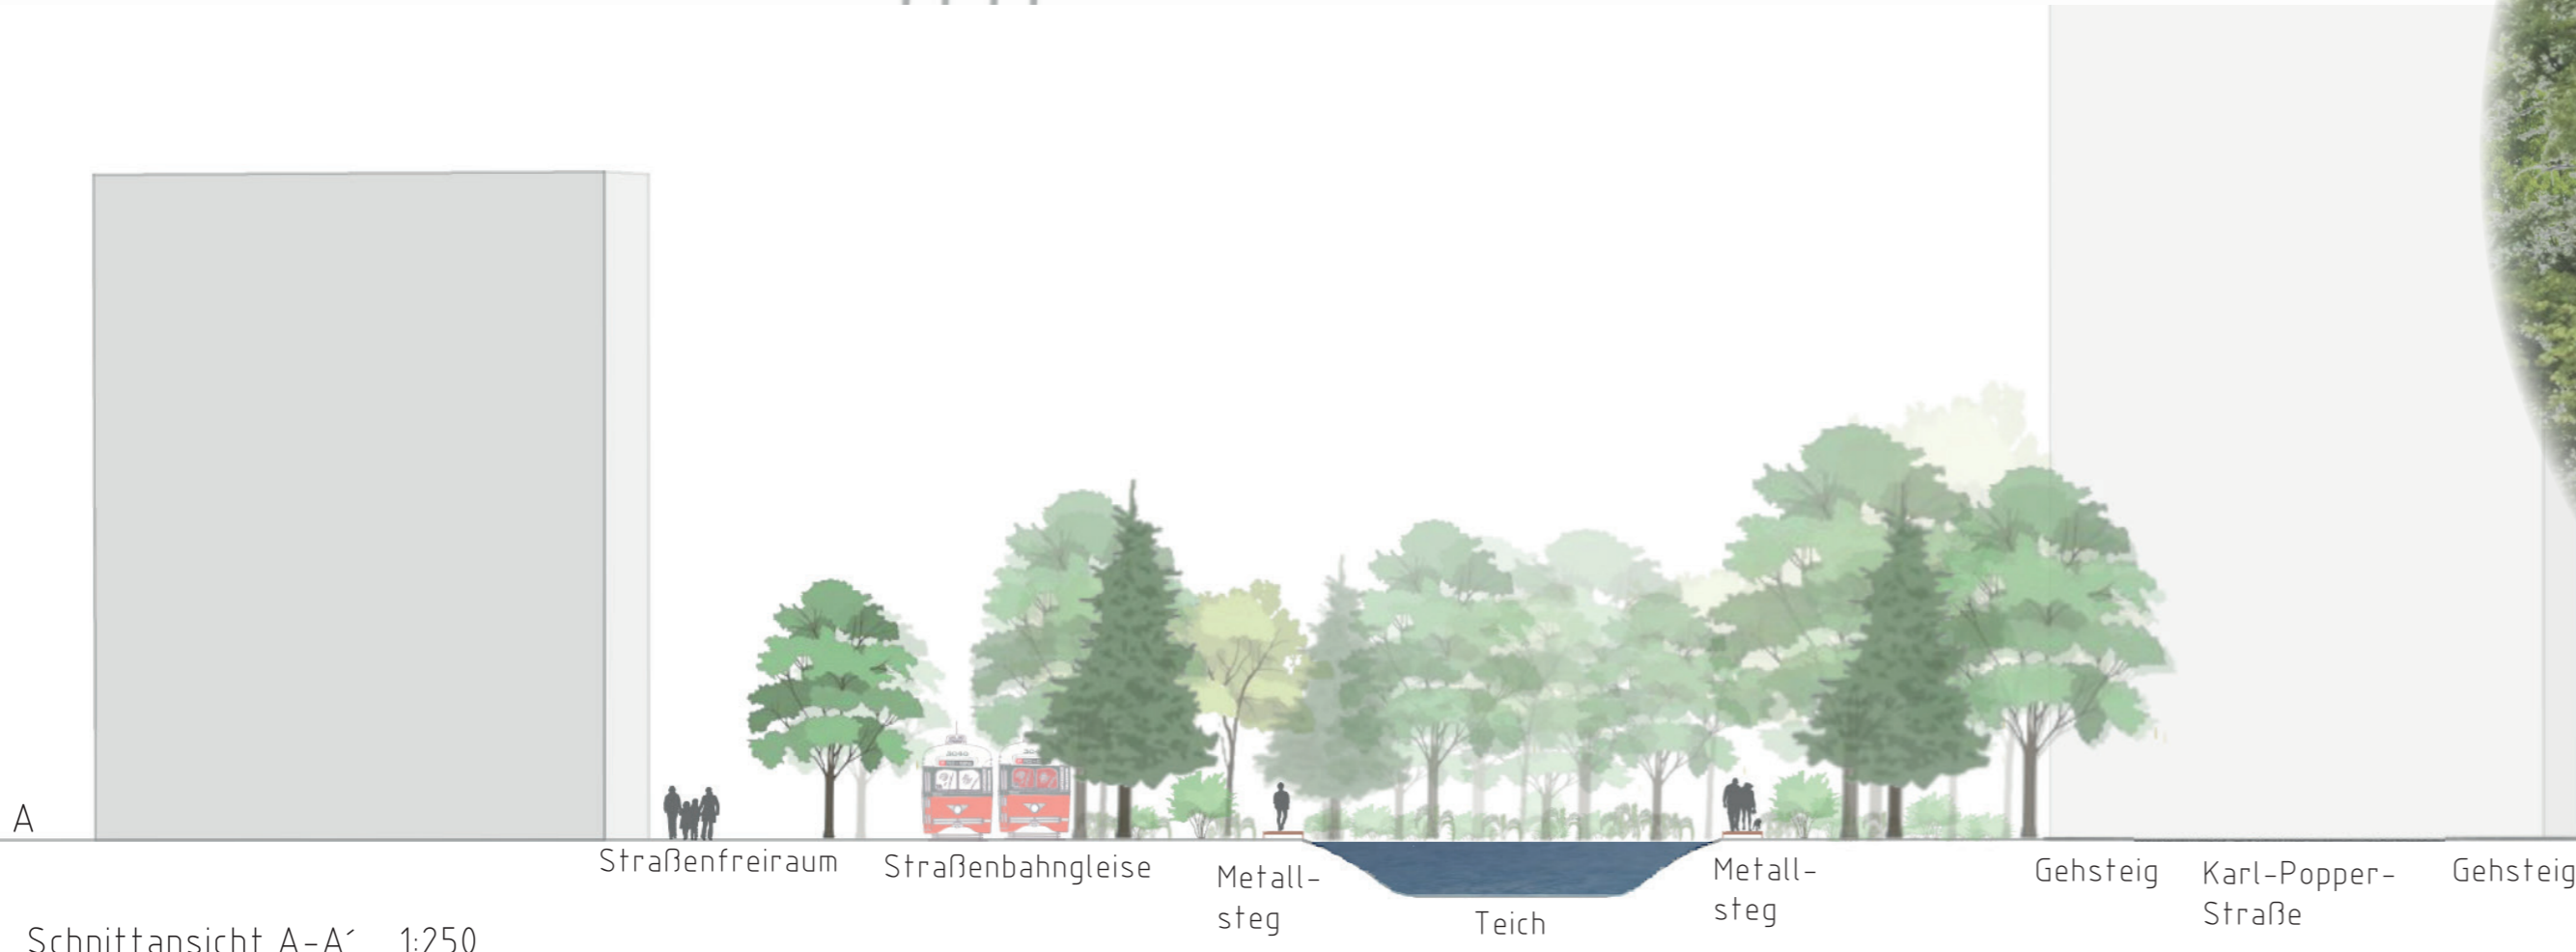 A
Straßenfreiraum
Straßenbahngleise
Metall-
steg
Teich
Metall-
steg
Gehsteig
Karl-Popper-
Straße
Gehsteig
Schnittansicht A-A´ 1:250